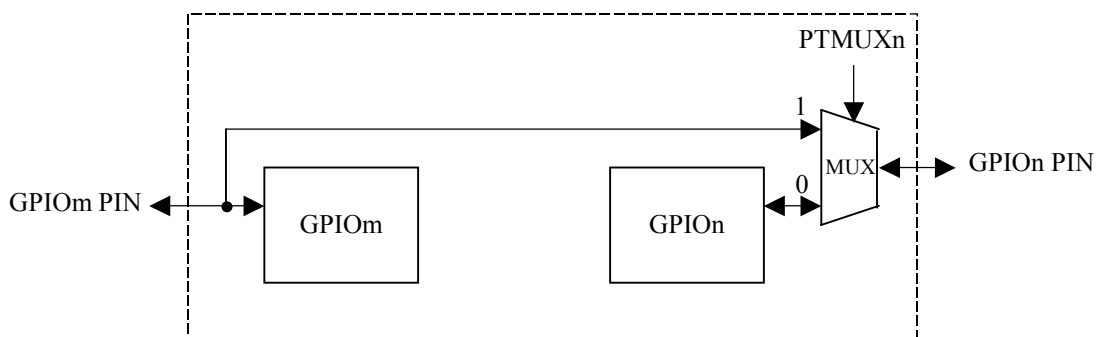 PTMUXn
1
MUX
GPIOn PIN
0
GPIOm PIN
GPIOm
GPIOn